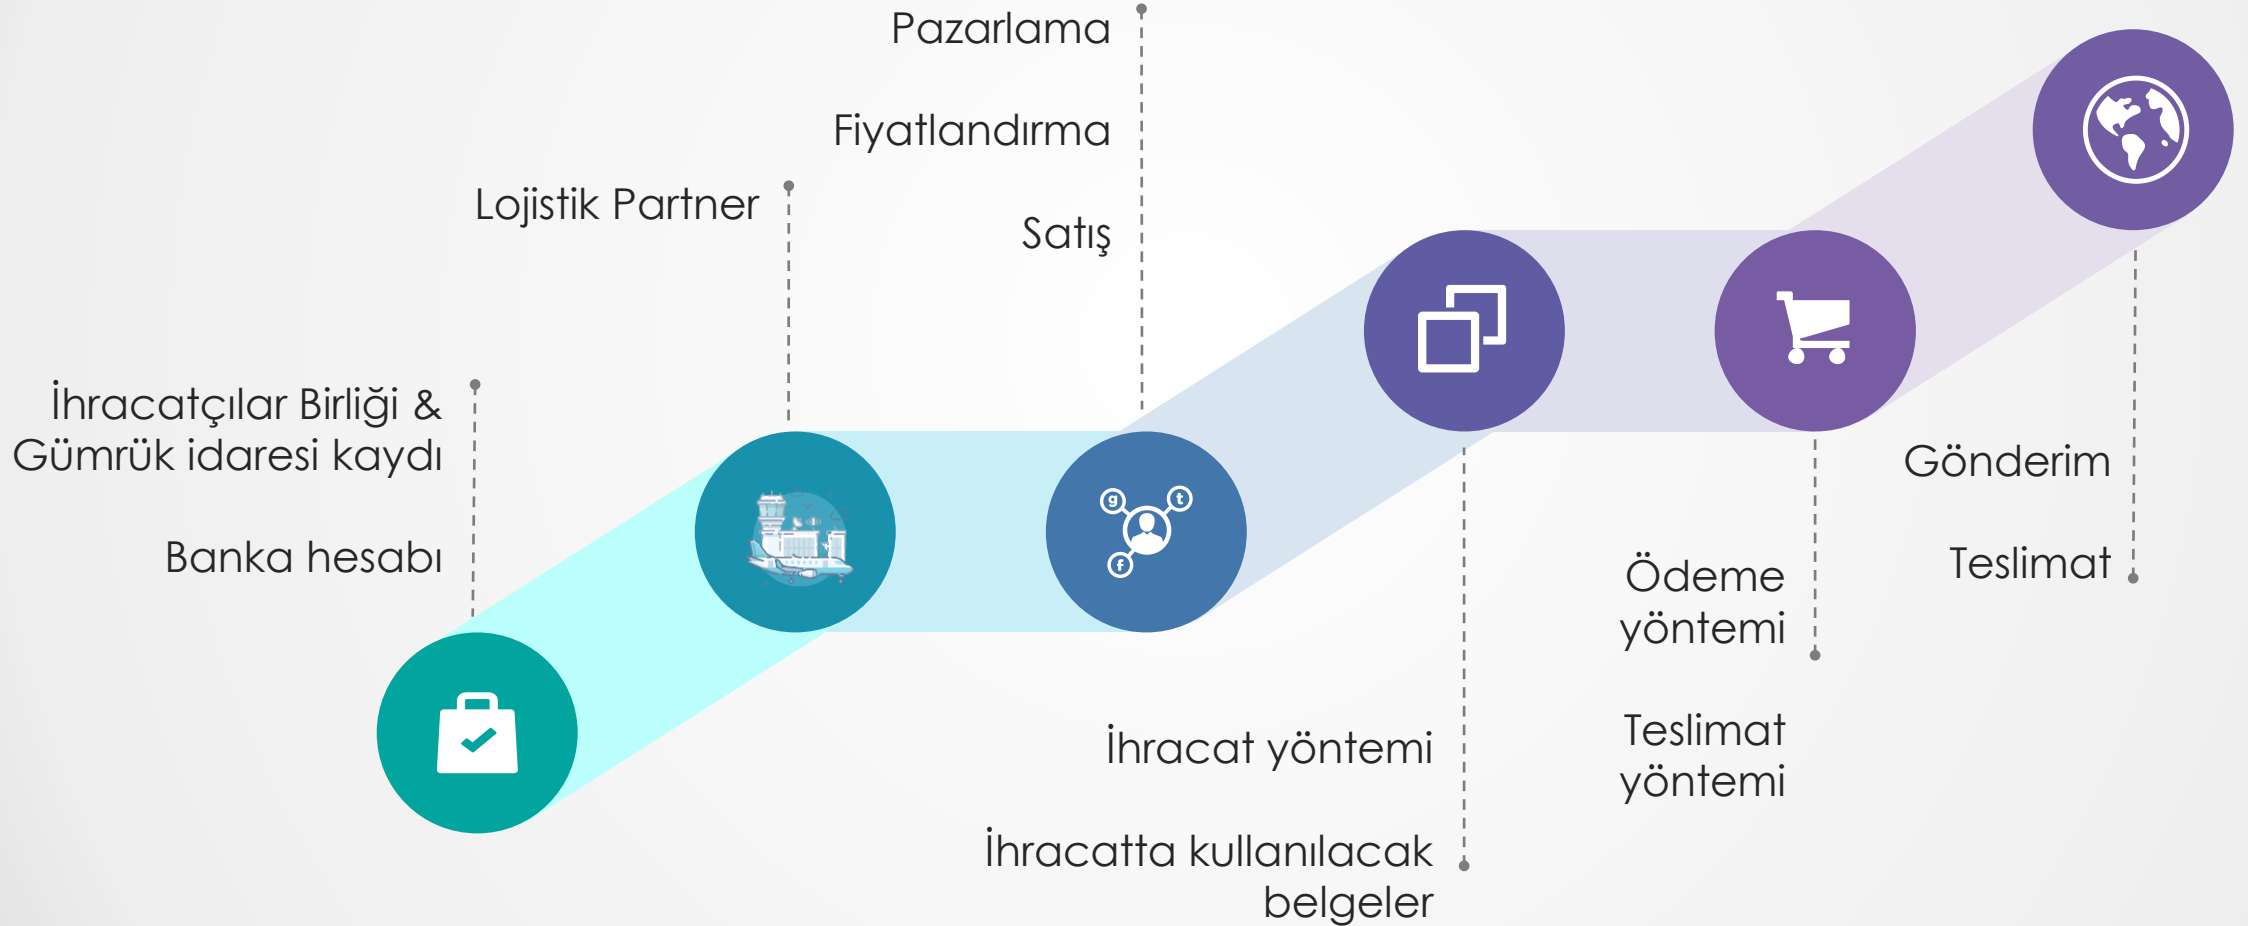 İhracatçılar Birliği &
Gümrük idaresi kaydı
Banka hesabı
Lojistik Partner
Pazarlama
Fiyatlandırma
Satış
g
t
f
İhracat yöntemi
İhracatta kullanılacak
belgeler
Ödeme
yöntemi
Teslimat
yöntemi
Gönderim
Teslimat